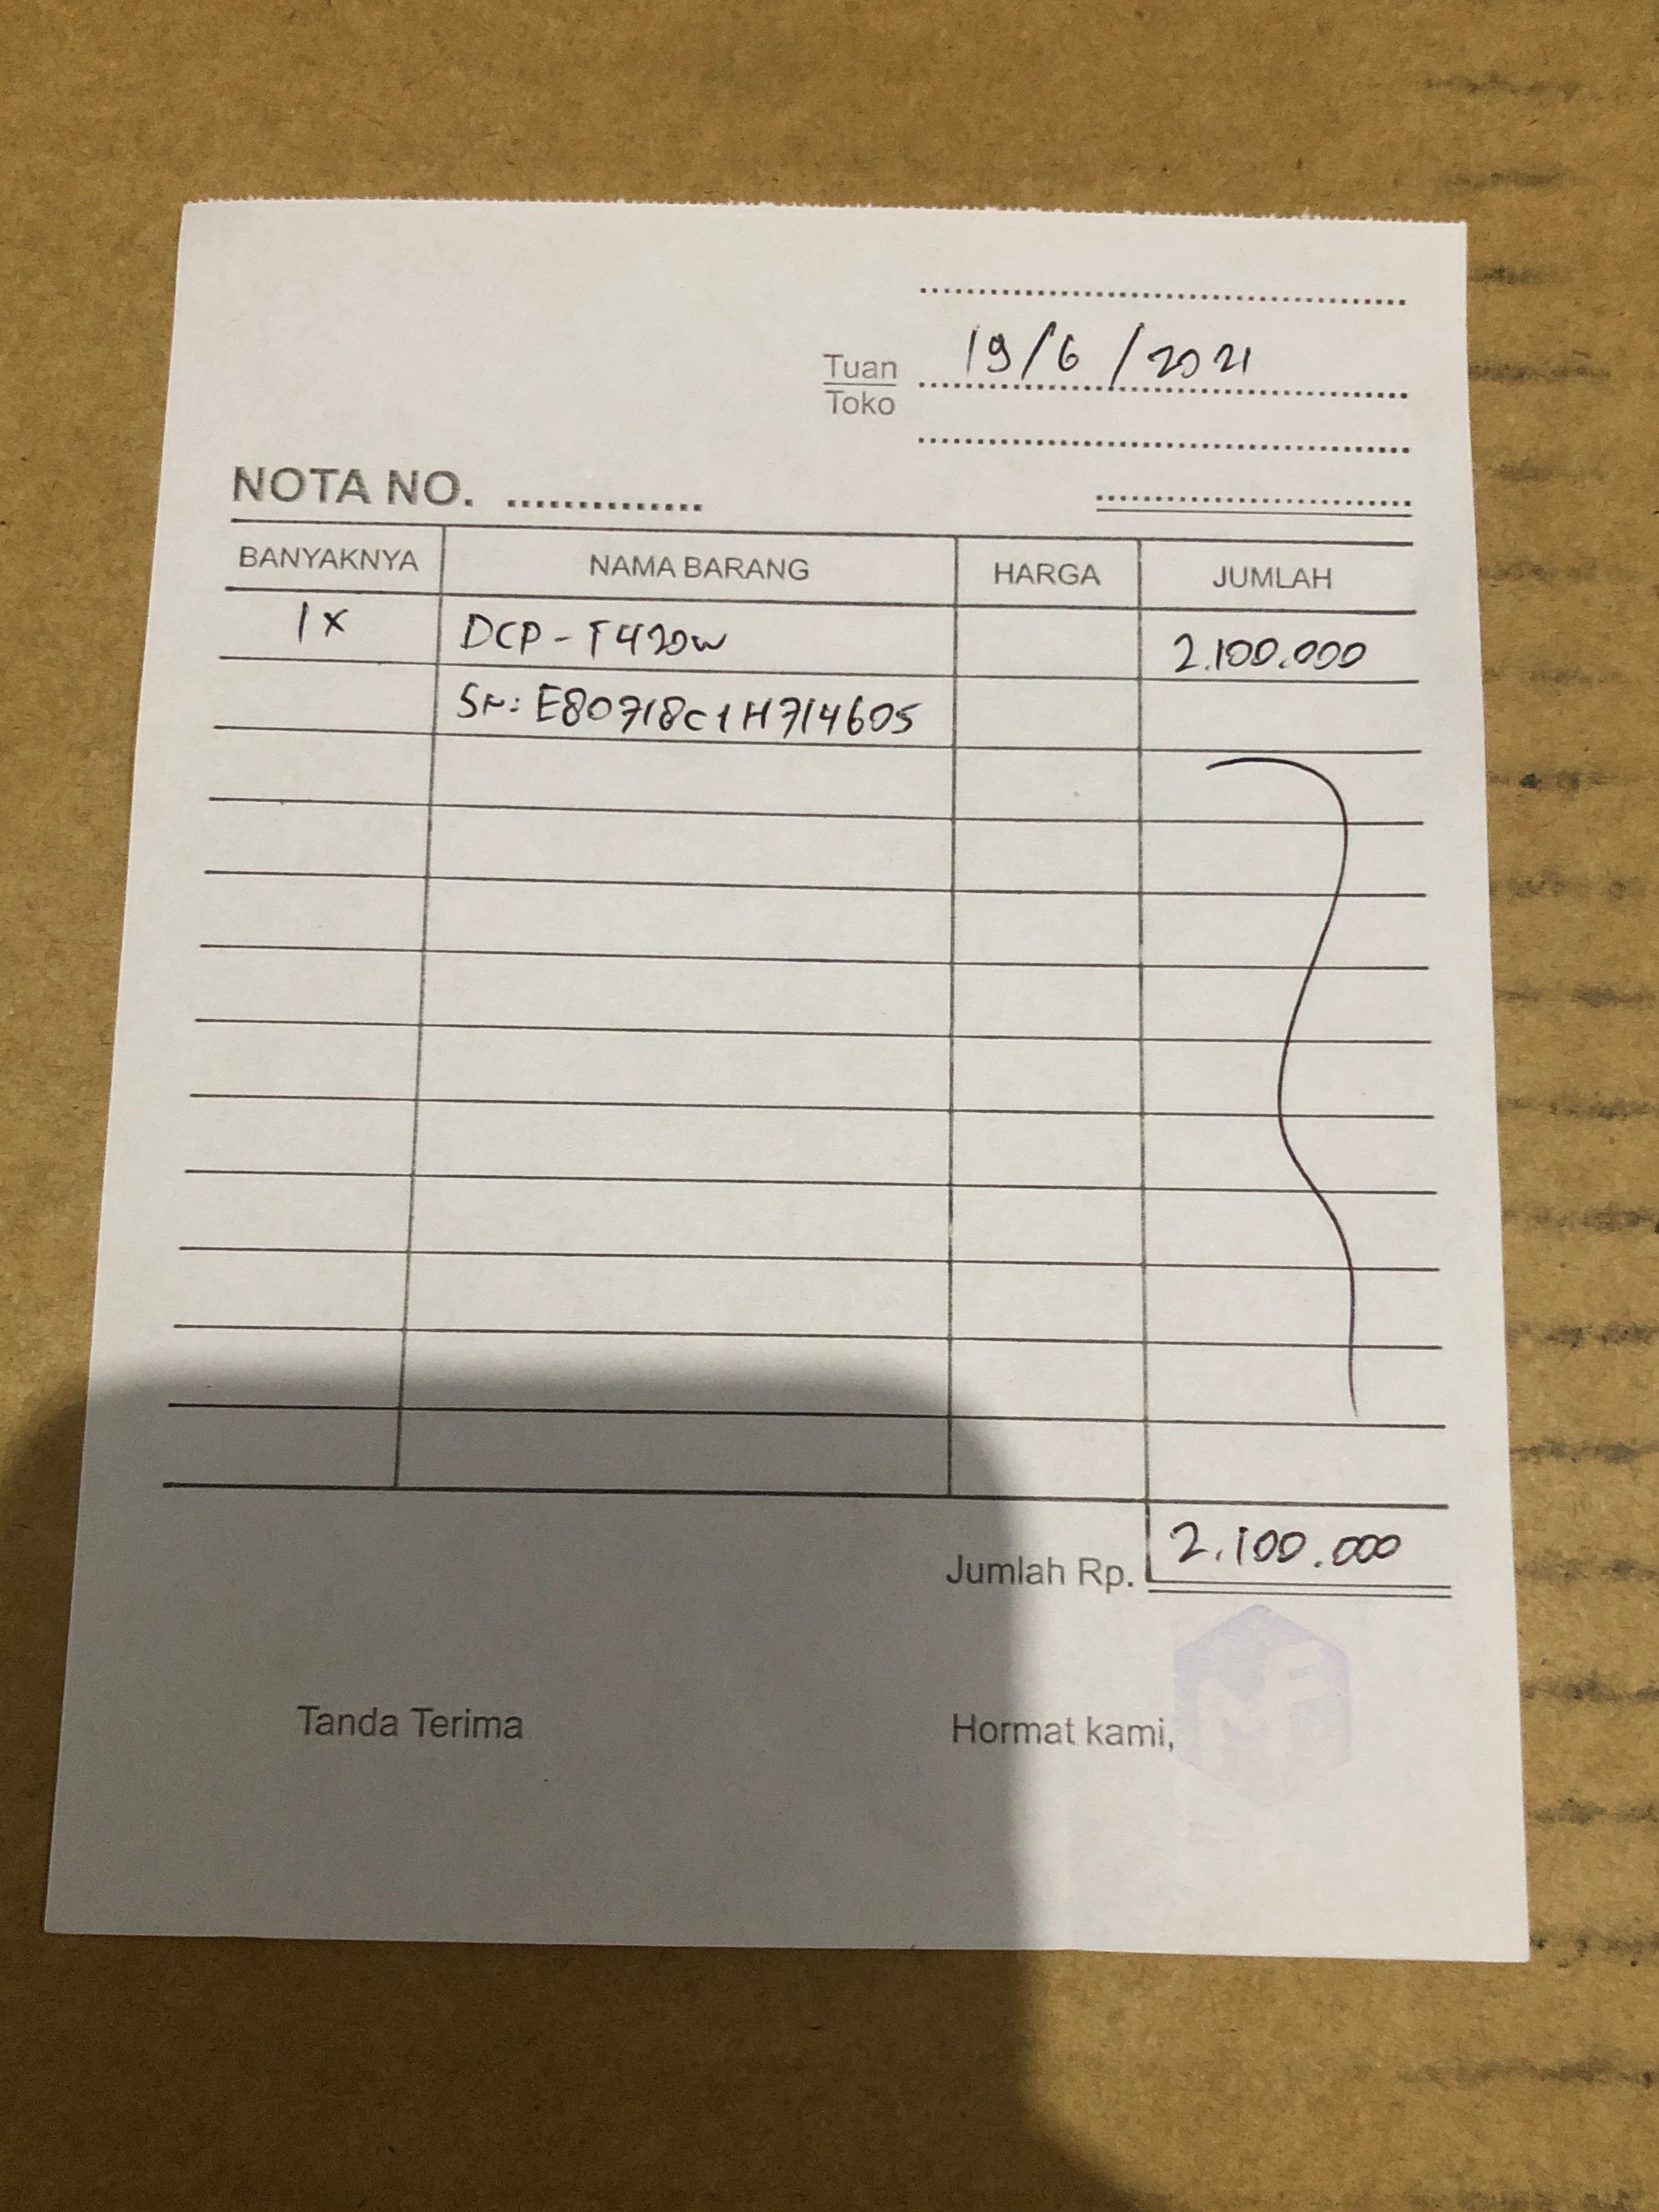 19/6/2021
Tuan
Toko
NOTA NO.
BANYAKNYA NAMA BARANG HARGA JUMLAH
1x DCP-T420W 2.100.000
SN: E80718C1H714605
Jumlah Rp. 2.100.000
Tanda Terima Hormat kami,
MF